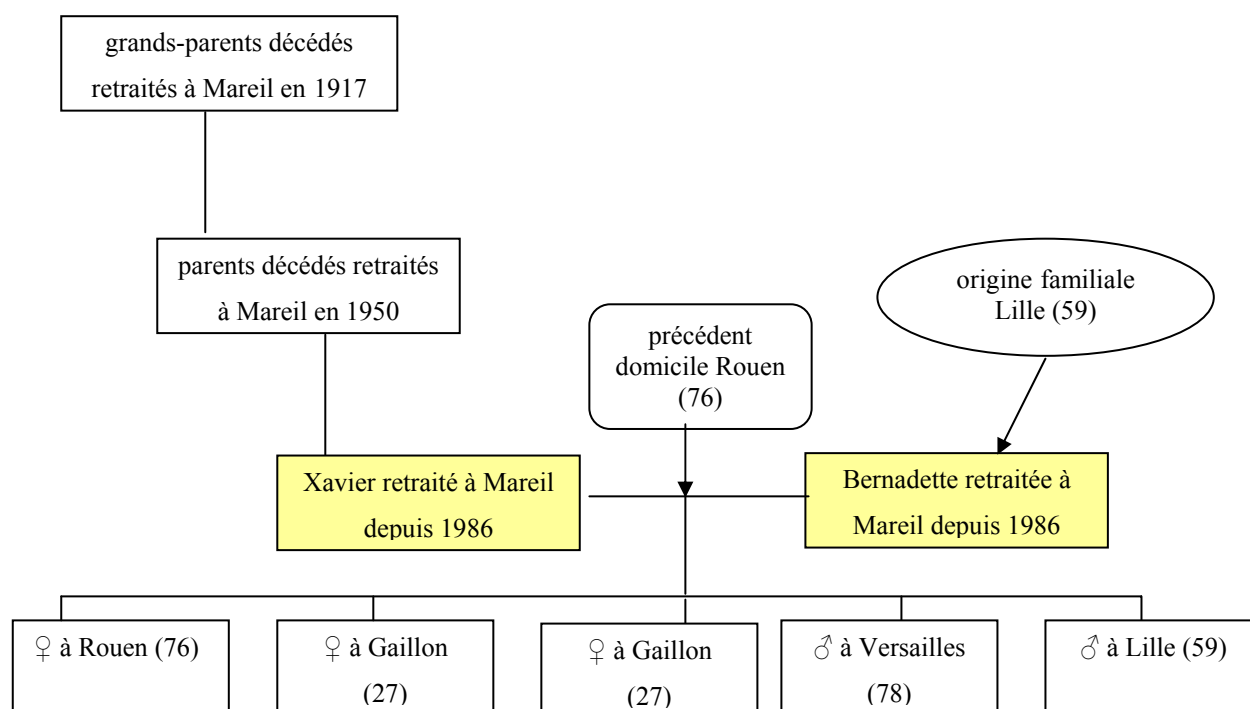 grands-parents décédés
retraités à Mareil en 1917
parents décédés retraités
à Mareil en 1950
origine familiale
Lille (59)
précédent
domicile Rouen
(76)
Xavier retraité à Mareil
depuis 1986
Bernadette retraitée à
Mareil depuis 1986
♀ à Rouen (76)
♀ à Gaillon
(27)
♀ à Gaillon
(27)
♂ à Versailles
(78)
♂ à Lille (59)